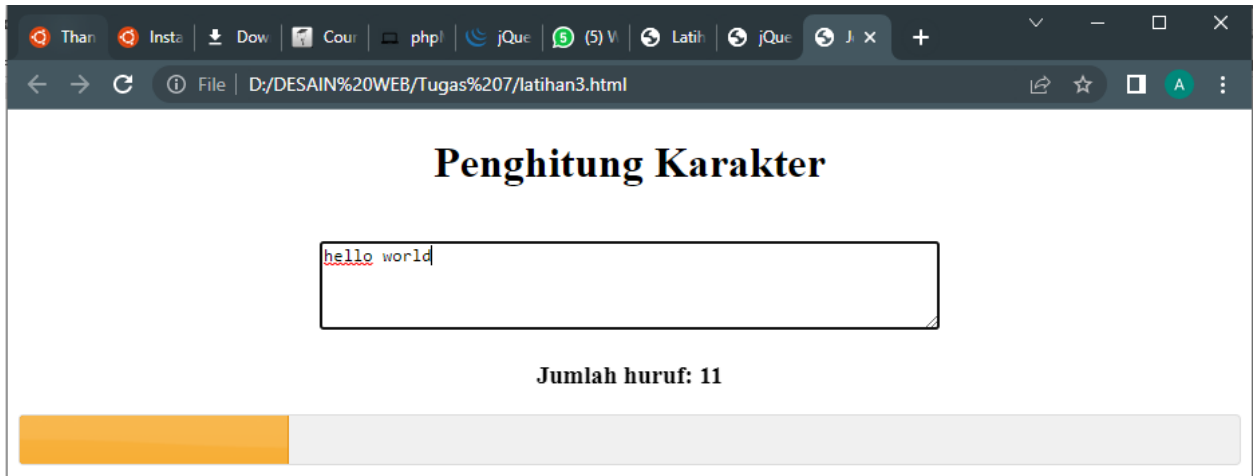 Than Insta Dow Cour phpl jQue (5) W Latih jQue
File D:/DESAIN%20WEB/Tugas%207/latihan3.html A
Penghitung Karakter
hello world
Jumlah huruf: 11